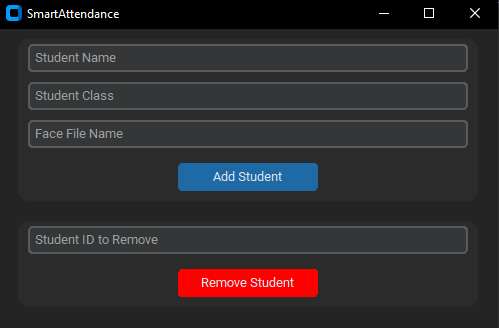 SmartAttendance
Student Name
Student Class
Face File Name
Add Student
Student ID to Remove
Remove Student